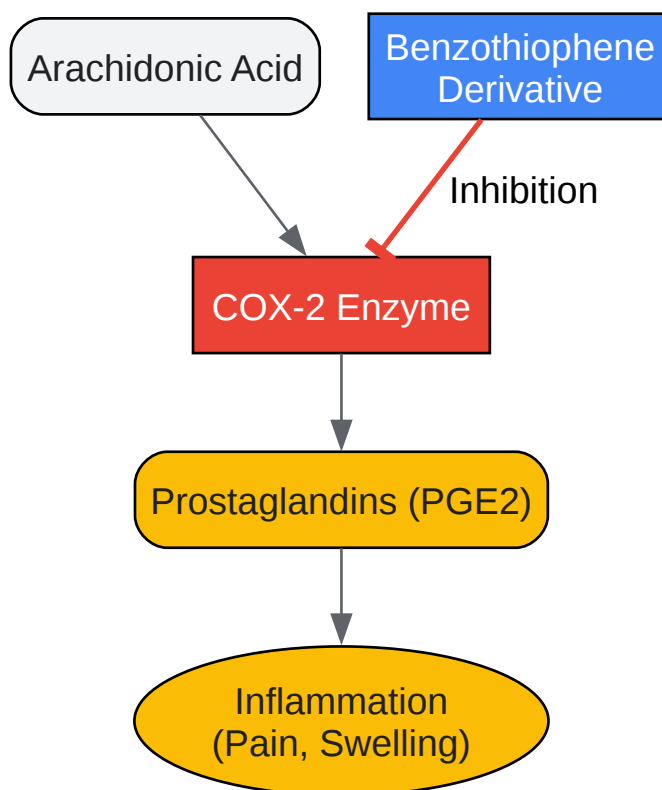 Arachidonic Acid
Benzothiophene
Derivative
Inhibition
COX-2 Enzyme
Prostaglandins (PGE2)
Inflammation
(Pain, Swelling)